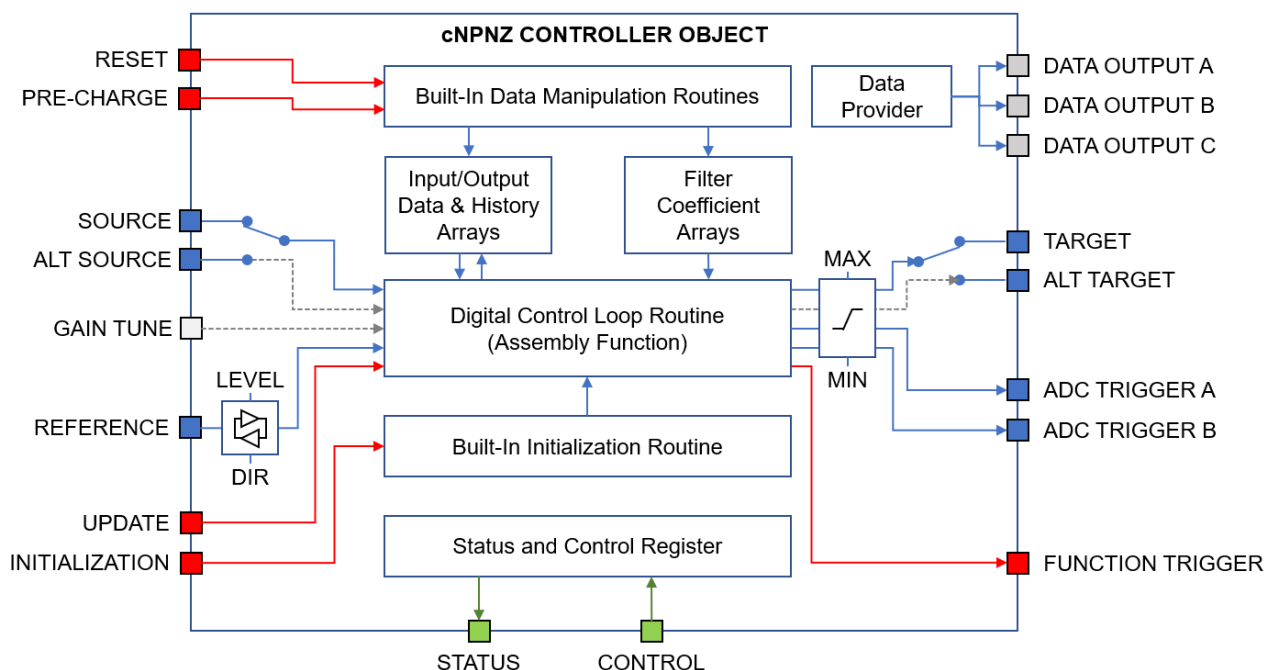 cNPNZ CONTROLLER OBJECT
RESET
PRE-CHARGE
Built-In Data Manipulation Routines
Data
Provider
DATA OUTPUT A
DATA OUTPUT B
DATA OUTPUT C
Input/Output
Data & History
Arrays
Filter
Coefficient
Arrays
SOURCE
ALT SOURCE
GAIN TUNE
REFERENCE
LEVEL
DIR
Digital Control Loop Routine
(Assembly Function)
MAX
MIN
TARGET
ALT TARGET
ADC TRIGGER A
ADC TRIGGER B
Built-In Initialization Routine
UPDATE
INITIALIZATION
Status and Control Register
FUNCTION TRIGGER
STATUS
CONTROL